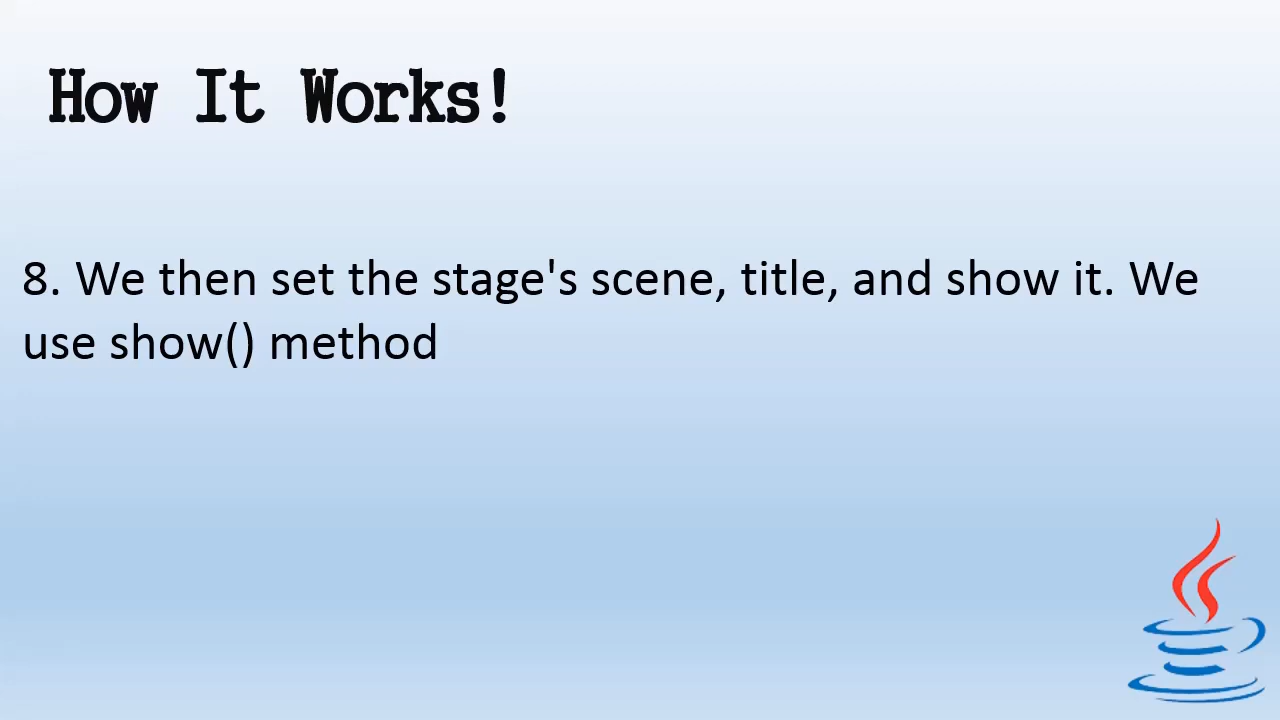 How It Works!
8. We then set the stage's scene, title, and show it. We
use show() method